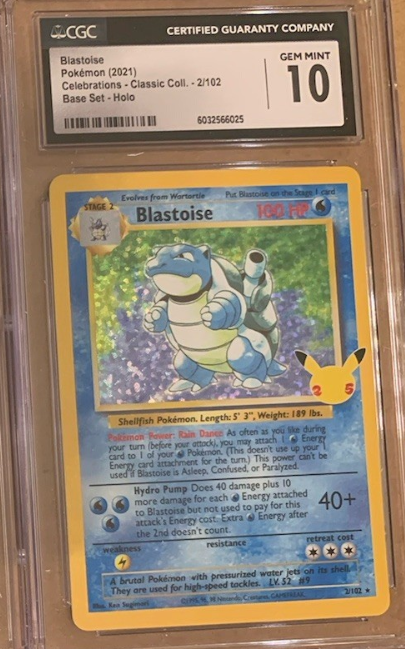 CGC
CERTIFIED GUARANTY COMPANY
Blastoise
Pokémon (2021)
Celebrations - Classic Coll. - 2/102
Base Set - Holo
GEM MINT
10
6032566025
STAGE 2
Evolves from Wartortle
Put Blastoise on the Stage 1 card
Blastoise
100 HP
25
Shellfish Pokémon. Length: 5' 3", Weight: 189 lbs.
Pokémon Power: Rain Dance As often as you like during
your turn (before your attack), you may attach 1 Energy
card to 1 of your Pokémon. (This doesn't use up your 1
Energy card attachment for the turn.) This power can't be
used if Blastoise is Asleep, Confused, or Paralyzed.
Hydro Pump Does 40 damage plus 10
more damage for each Energy attached
to Blastoise but not used to pay for this
attack's Energy cost. Extra Energy after
the 2nd doesn't count.
40+
weakness
resistance
retreat cost
A brutal Pokémon with pressurized water jets on its shell.
They are used for high-speed tackles. LV. 52 #9
Illus. Ken Sugimori
Nintendo, Creatures, GAMEFREAK.
2/102 ★